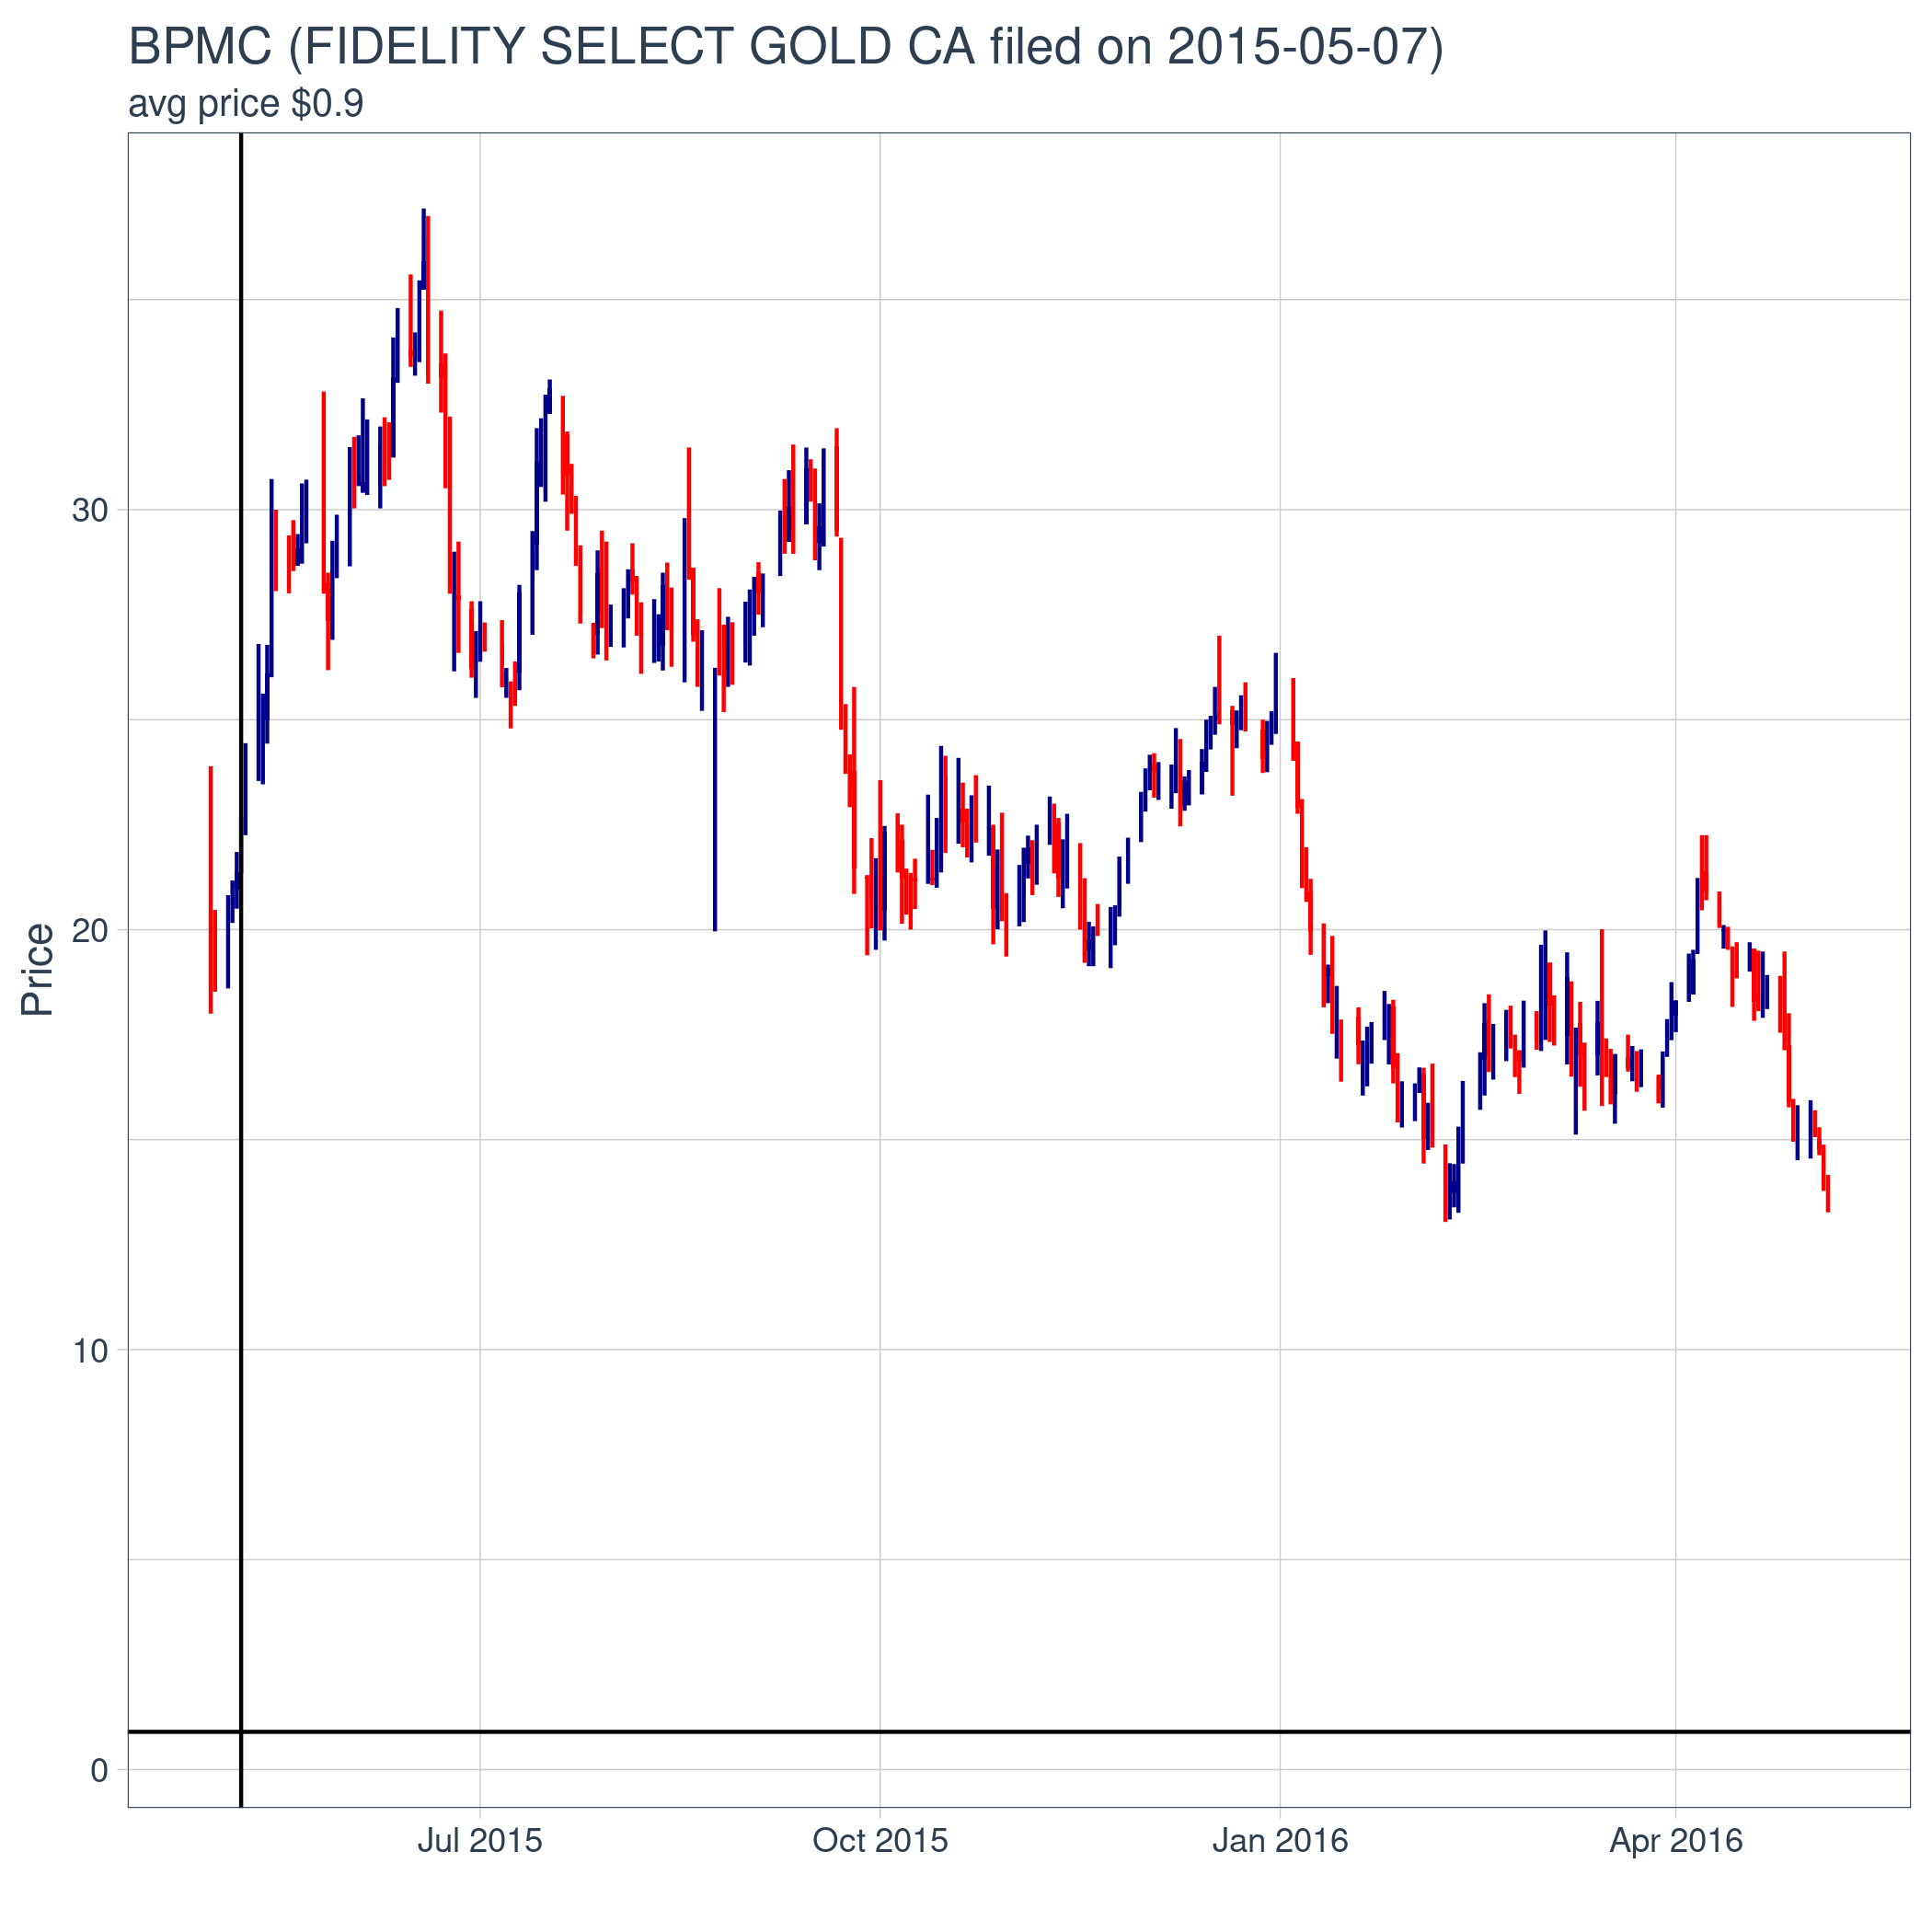 BPMC (FIDELITY SELECT GOLD CA filed on 2015-05-07)
avg price $0.9
Price
30
20
10
0
Jul 2015
Oct 2015
Jan 2016
Apr 2016